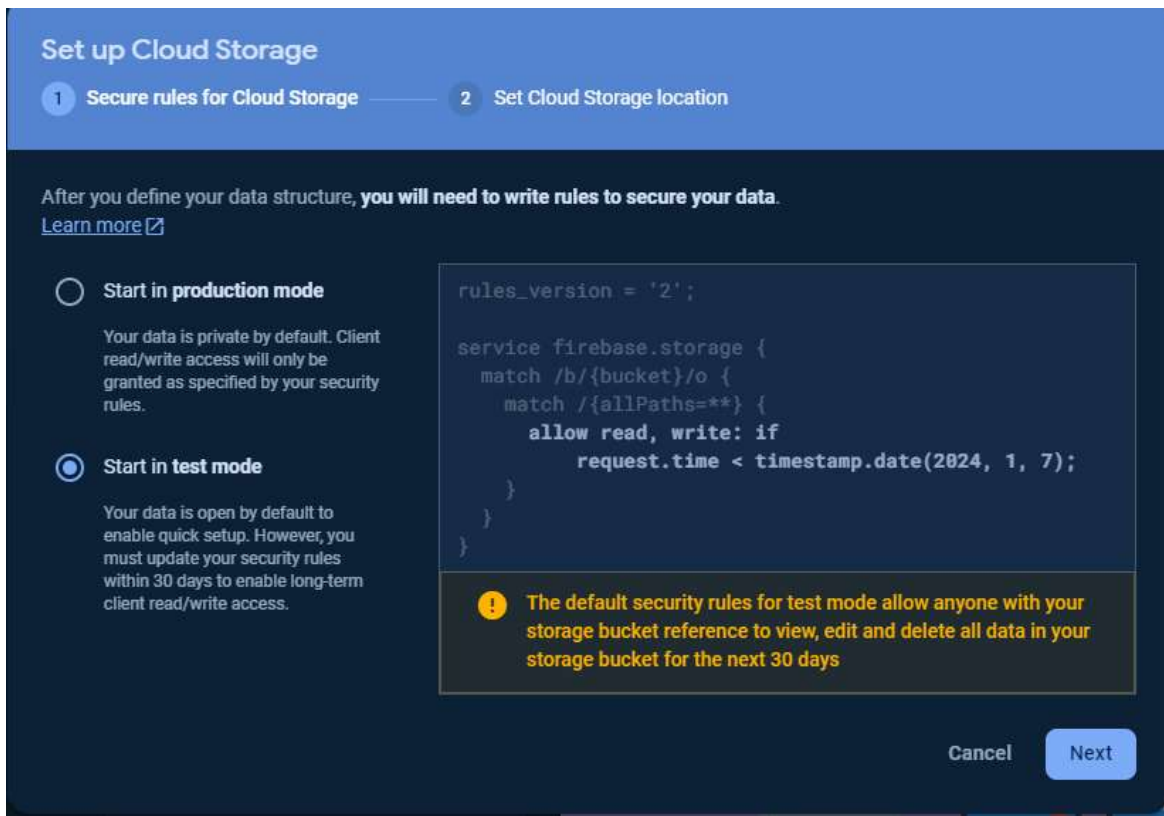 Set up Cloud Storage
1 Secure rules for Cloud Storage 2 Set Cloud Storage location
After you define your data structure, you will need to write rules to secure your data.
Learn more
Start in production mode
Your data is private by default. Client
read/write access will only be
granted as specified by your security
rules.
Start in test mode
Your data is open by default to
enable quick setup. However, you
must update your security rules
within 30 days to enable long-term
client read/write access.
rules_version = '2';
service firebase.storage {
match /b/{bucket}/o {
match /{allPaths=**} {
allow read, write: if
request.time < timestamp.date(2024, 1, 7);
}
}
}
! The default security rules for test mode allow anyone with your
storage bucket reference to view, edit and delete all data in your
storage bucket for the next 30 days
Cancel Next